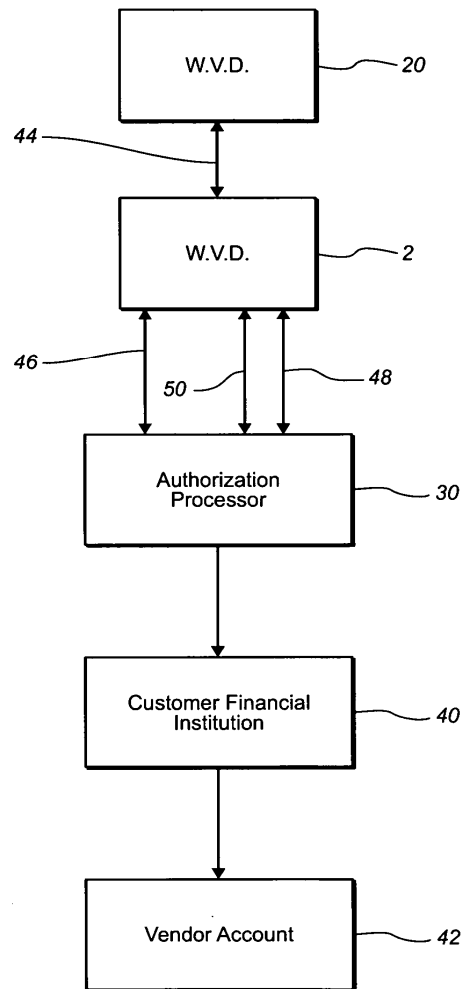 W.V.D.
20
44
W.V.D.
2
46
50
48
Authorization
Processor
30
Customer Financial
Institution
40
Vendor Account
42